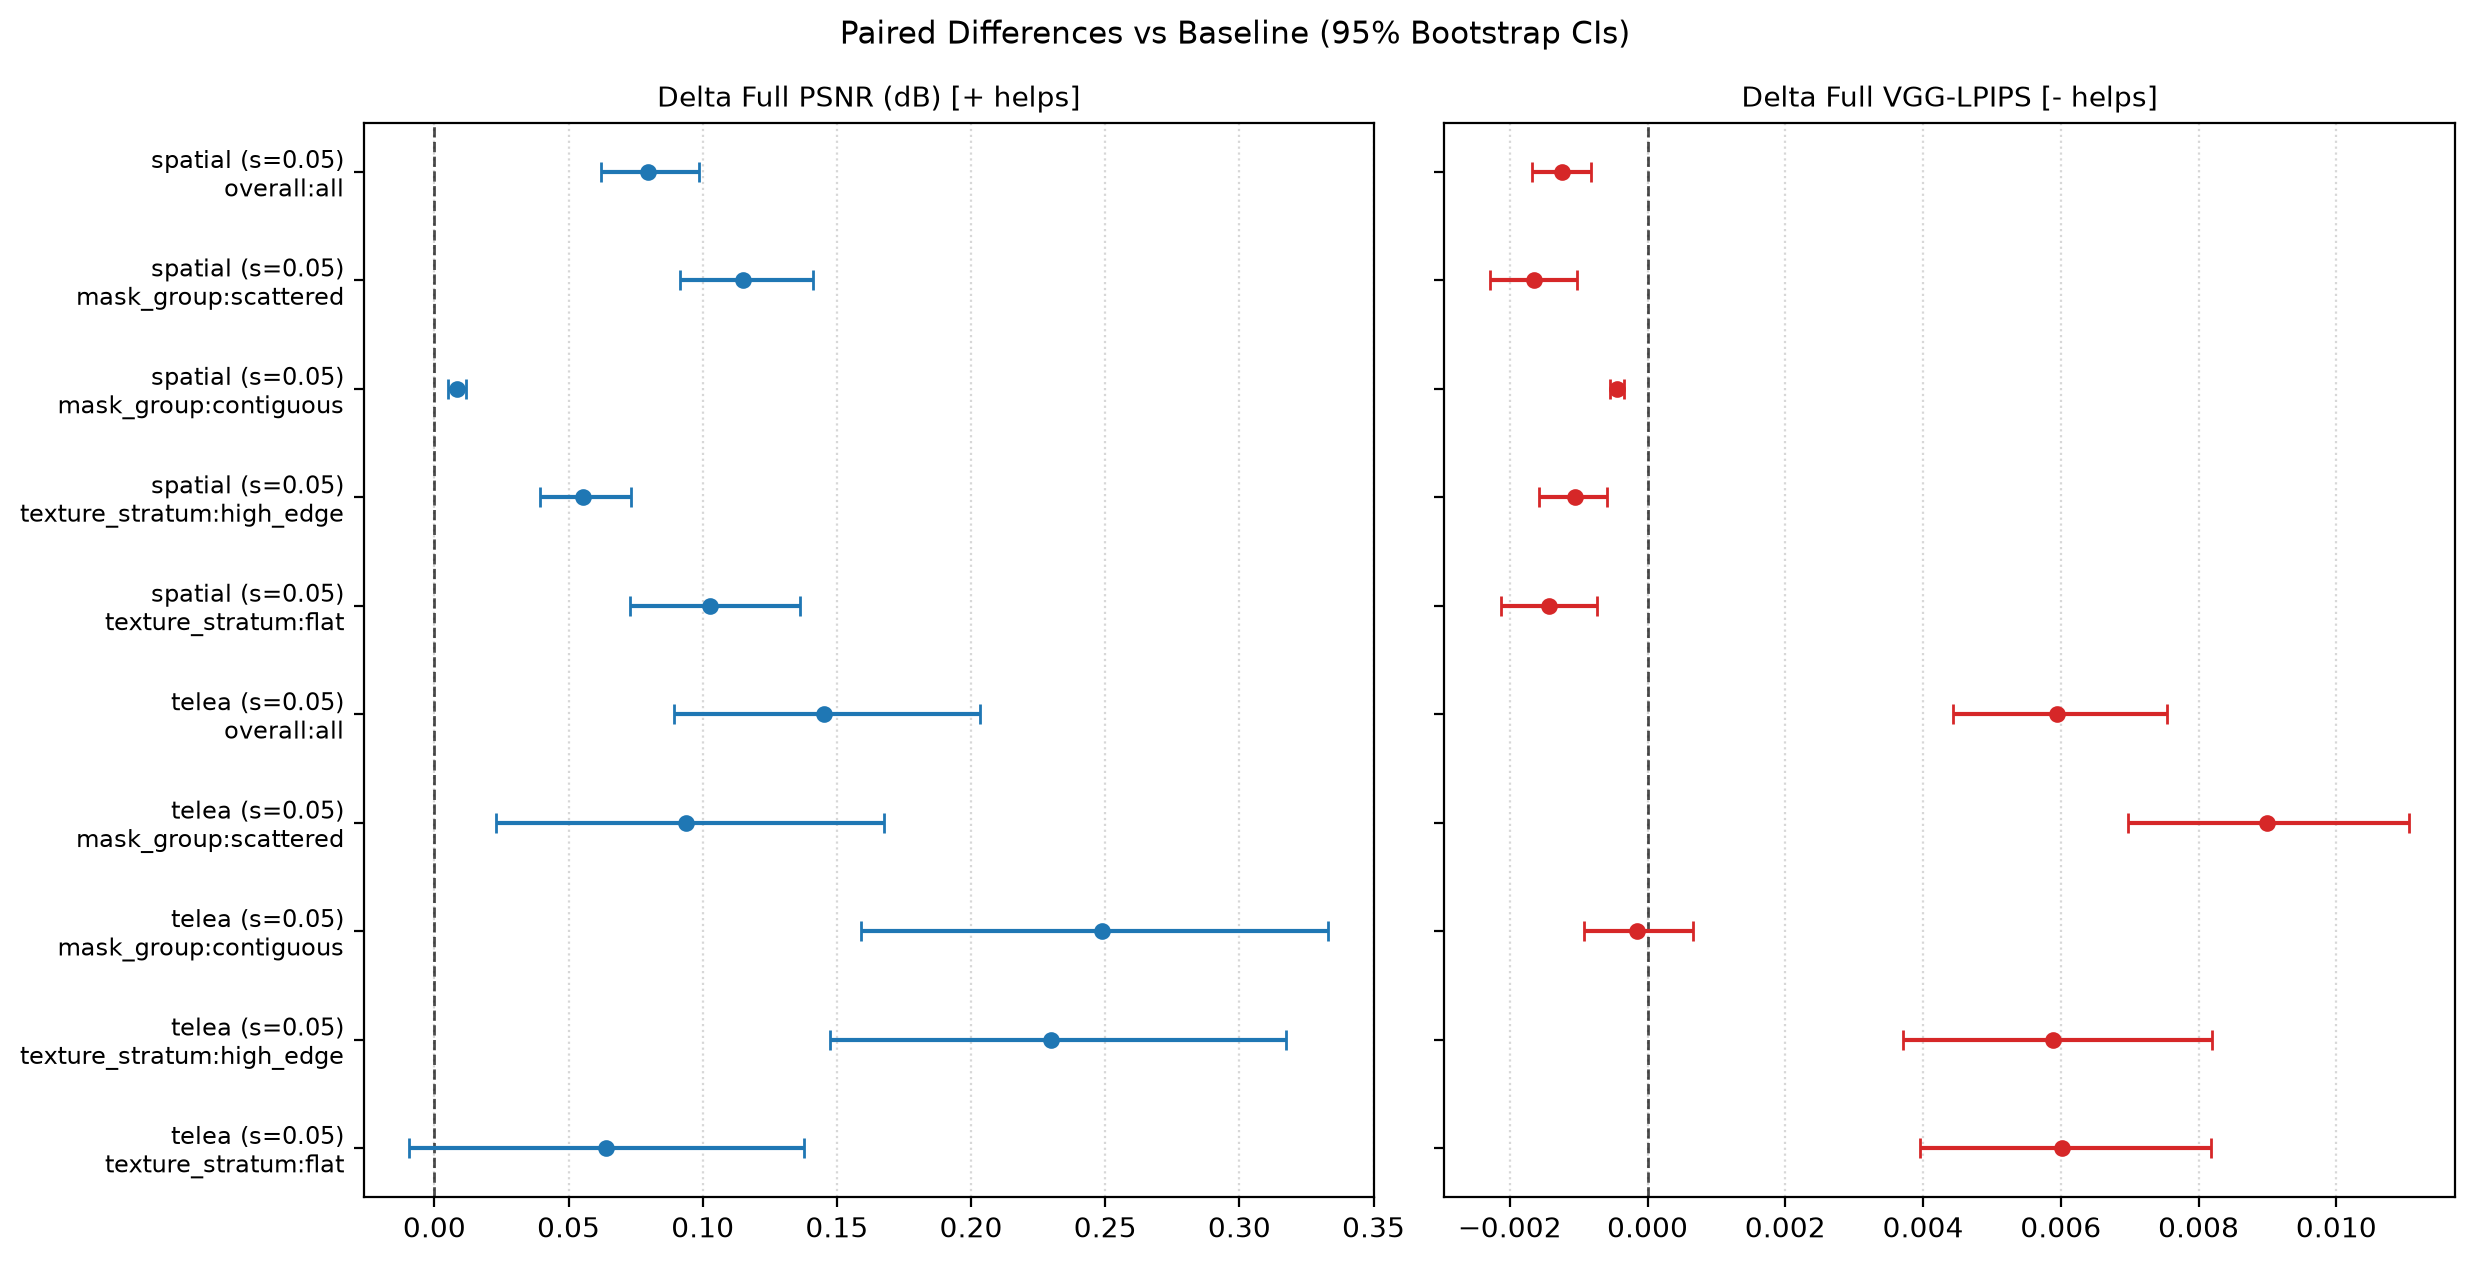 Paired Differences vs Baseline (95% Bootstrap CIs)
Delta Full PSNR (dB) [+ helps]
Delta Full VGG-LPIPS [- helps]
spatial (s=0.05)
overall:all
spatial (s=0.05)
mask_group:scattered
spatial (s=0.05)
mask_group:contiguous
spatial (s=0.05)
texture_stratum:high_edge
spatial (s=0.05)
texture_stratum:flat
telea (s=0.05)
overall:all
telea (s=0.05)
mask_group:scattered
telea (s=0.05)
mask_group:contiguous
telea (s=0.05)
texture_stratum:high_edge
telea (s=0.05)
texture_stratum:flat
0.00 0.05 0.10 0.15 0.20 0.25 0.30 0.35
−0.002 0.000 0.002 0.004 0.006 0.008 0.010